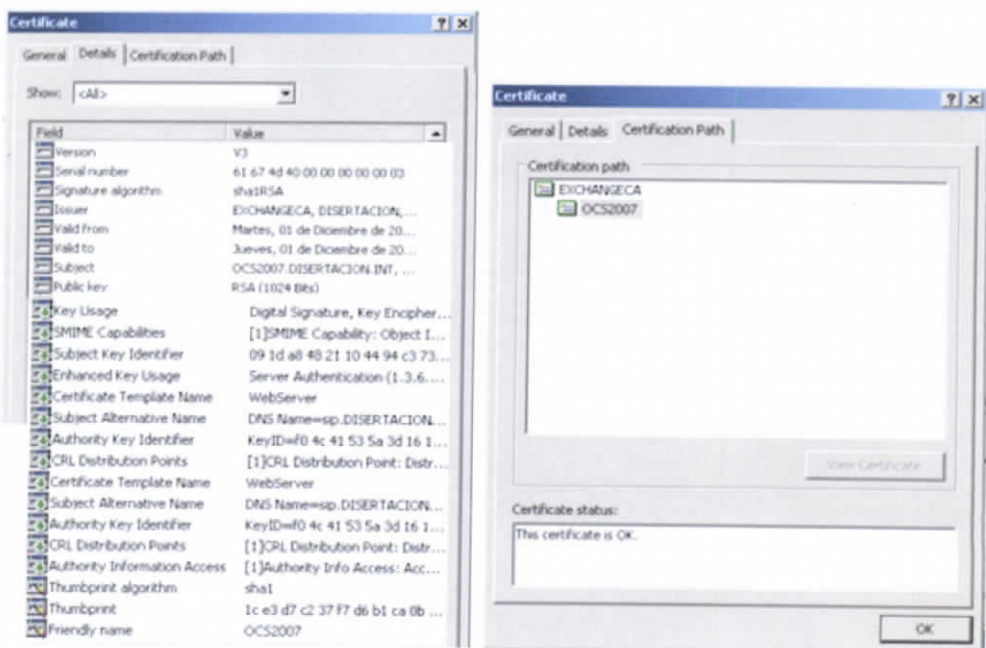 Certificate
General Details Certification Path
Show: <All>
Field Value
Version V3
Serial number 61 67 4d 40 00 00 00 00 00 03
Signature algorithm sha1RSA
Issuer EXCHANGECA, DISERTACION,...
Valid from Martes, 01 de Diciembre de 20...
Valid to Jueves, 01 de Diciembre de 20...
Subject OCS2007.DISERTACION.INT, ...
Public key RSA (1024 Bits)
Key Usage Digital Signature, Key Encipher...
SMIME Capabilities [1]SMIME Capability: Object I...
Subject Key Identifier 09 1d a8 48 21 10 44 94 c3 73...
Enhanced Key Usage Server Authentication (1.3.6....
Certificate Template Name WebServer
Subject Alternative Name DNS Name=sip.DISERTACION...
Authority Key Identifier KeyID=f0 4c 41 53 5a 3d 16 1...
CRL Distribution Points [1]CRL Distribution Point: Distr...
Certificate Template Name WebServer
Subject Alternative Name DNS Name=sip.DISERTACION...
Authority Key Identifier KeyID=f0 4c 41 53 5a 3d 16 1...
CRL Distribution Points [1]CRL Distribution Point: Distr...
Authority Information Access [1]Authority Info Access: Acc...
Thumbprint algorithm sha1
Thumbprint 1c e3 d7 c2 37 f7 d6 b1 ca 0b ...
Friendly name OCS2007
Certificate
General Details Certification Path
Certification path
EXCHANGECA
OCS2007
View Certificate
Certificate status:
This certificate is OK.
OK